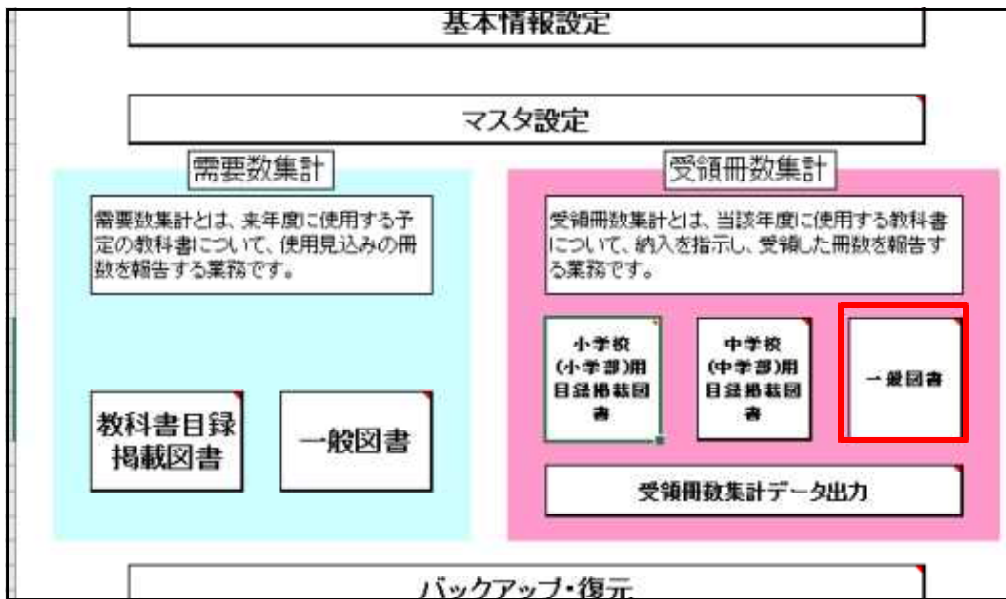 基本情報設定
マスタ設定
需要数集計
需要数集計とは、来年度に使用する予
定の教科書について、使用見込みの冊
数を報告する業務です。
教科書目録
掲載図書
一般図書
受領冊数集計
受領冊数集計とは、当該年度に使用する教科書
について、納入を指示し、受領した冊数を報告す
る業務です。
小学校
(小学部)用
目録掲載図
書
中学校
(中学部)用
目録掲載図
書
一般図書
受領冊数集計データ出力
バックアップ・復元